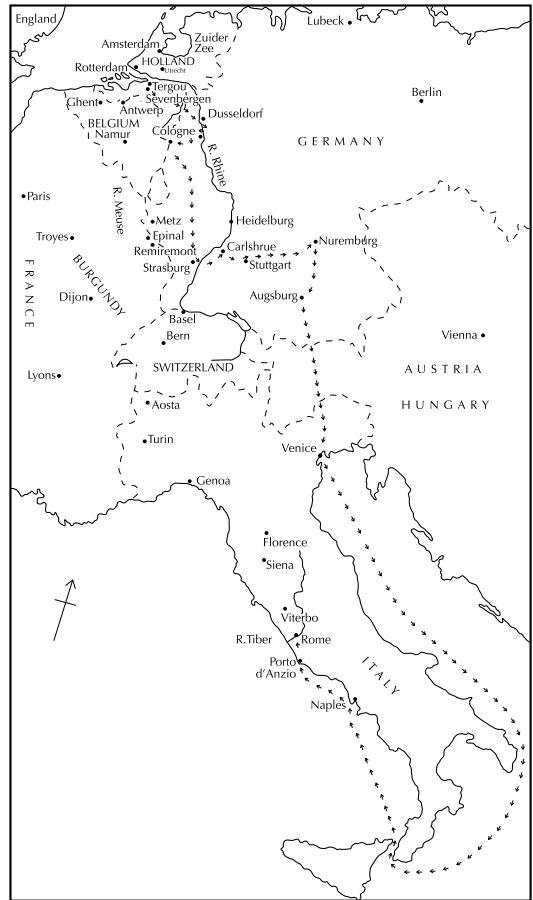 England
Lubeck
Amsterdam
Zuider
Zee
HOLLAND
Rotterdam
Utrecht
Tergou
Sevenbergen
Ghent
Antwerp
Berlin
BELGIUM
Dusseldorf
Namur
Cologne
GERMANY
R. Rhine
Paris
R. Meuse
Metz
Heidelburg
Troyes
Epinal
Remiremont
Carlshrue
Nuremburg
Strasburg
Stuttgart
FRANCE
BURGUNDY
Dijon
Augsburg
Basel
Bern
Vienna
SWITZERLAND
AUSTRIA
Lyons
HUNGARY
Aosta
Turin
Venice
Genoa
Florence
Siena
Viterbo
R.Tiber
Rome
Porto
d'Anzio
ITALY
Naples